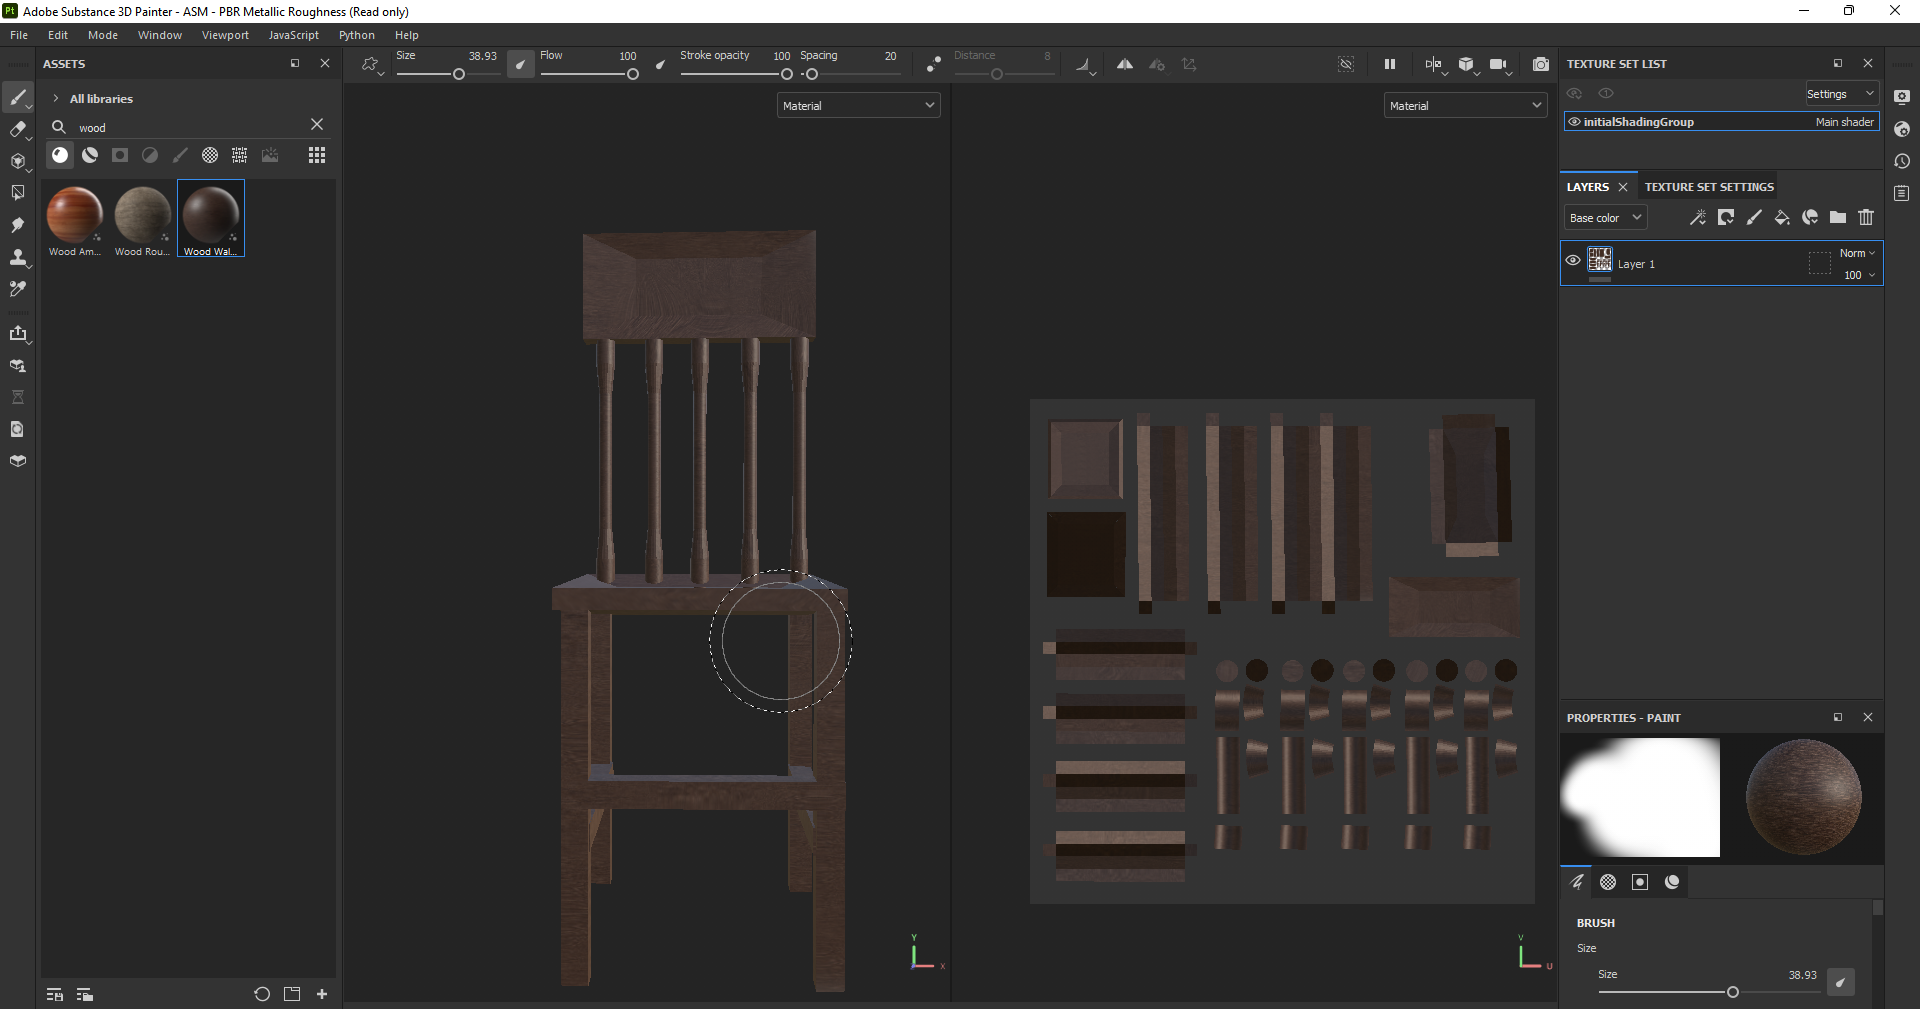 Pt Adobe Substance 3D Painter - ASM - PBR Metallic Roughness (Read only)
File Edit Mode Window Viewport JavaScript Python Help
ASSETS
All libraries
wood
Wood Am... Wood Rou... Wood Wal...
Size 38.93 Flow 100 Stroke opacity 100 Spacing 20 Distance 8
Material
Material
Y
X
V
U
TEXTURE SET LIST
Settings
initialShadingGroup Main shader
LAYERS TEXTURE SET SETTINGS
Base color
Layer 1 Norm
100
PROPERTIES - PAINT
BRUSH
Size
Size 38.93